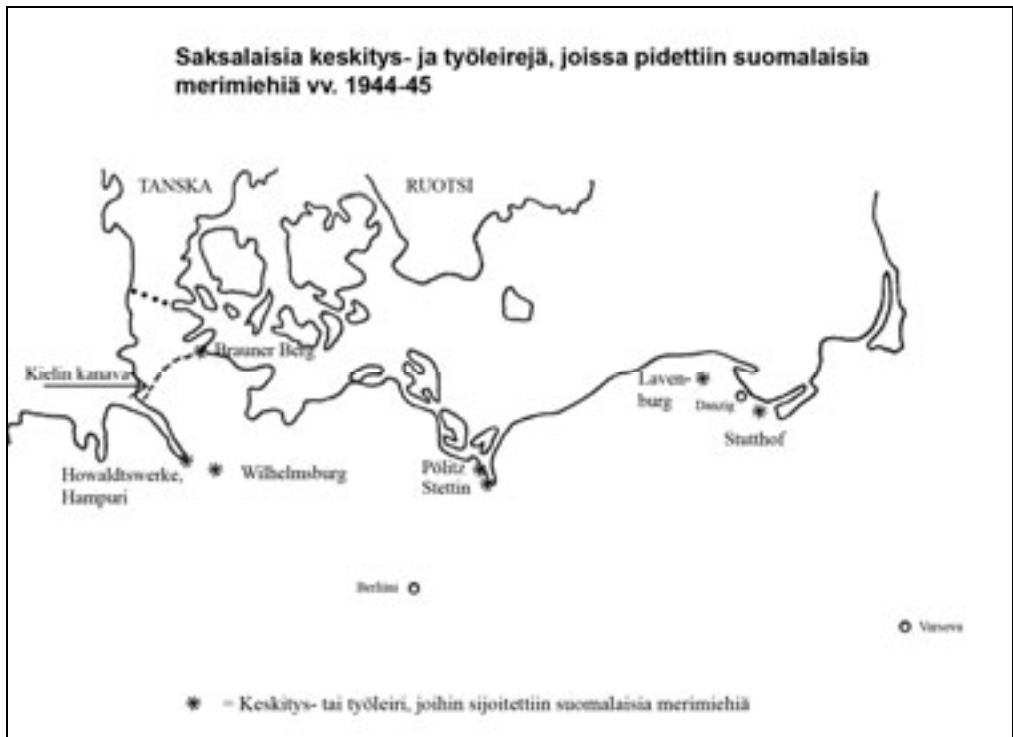 Saksalaisia keskitys- ja työleirejä, joissa pidettiin suomalaisia
merimiehiä vv. 1944-45
TANSKA
RUOTSI
Brauner Berg
Kielin kanava
Laven-
burg
Danzig
Stutthof
Howaldtswerke,
Hampuri
Wilhelmsburg
Pölitz
Stettin
Berliini
Varsova
= Keskitys- tai työleiri, joihin sijoitettiin suomalaisia merimiehiä